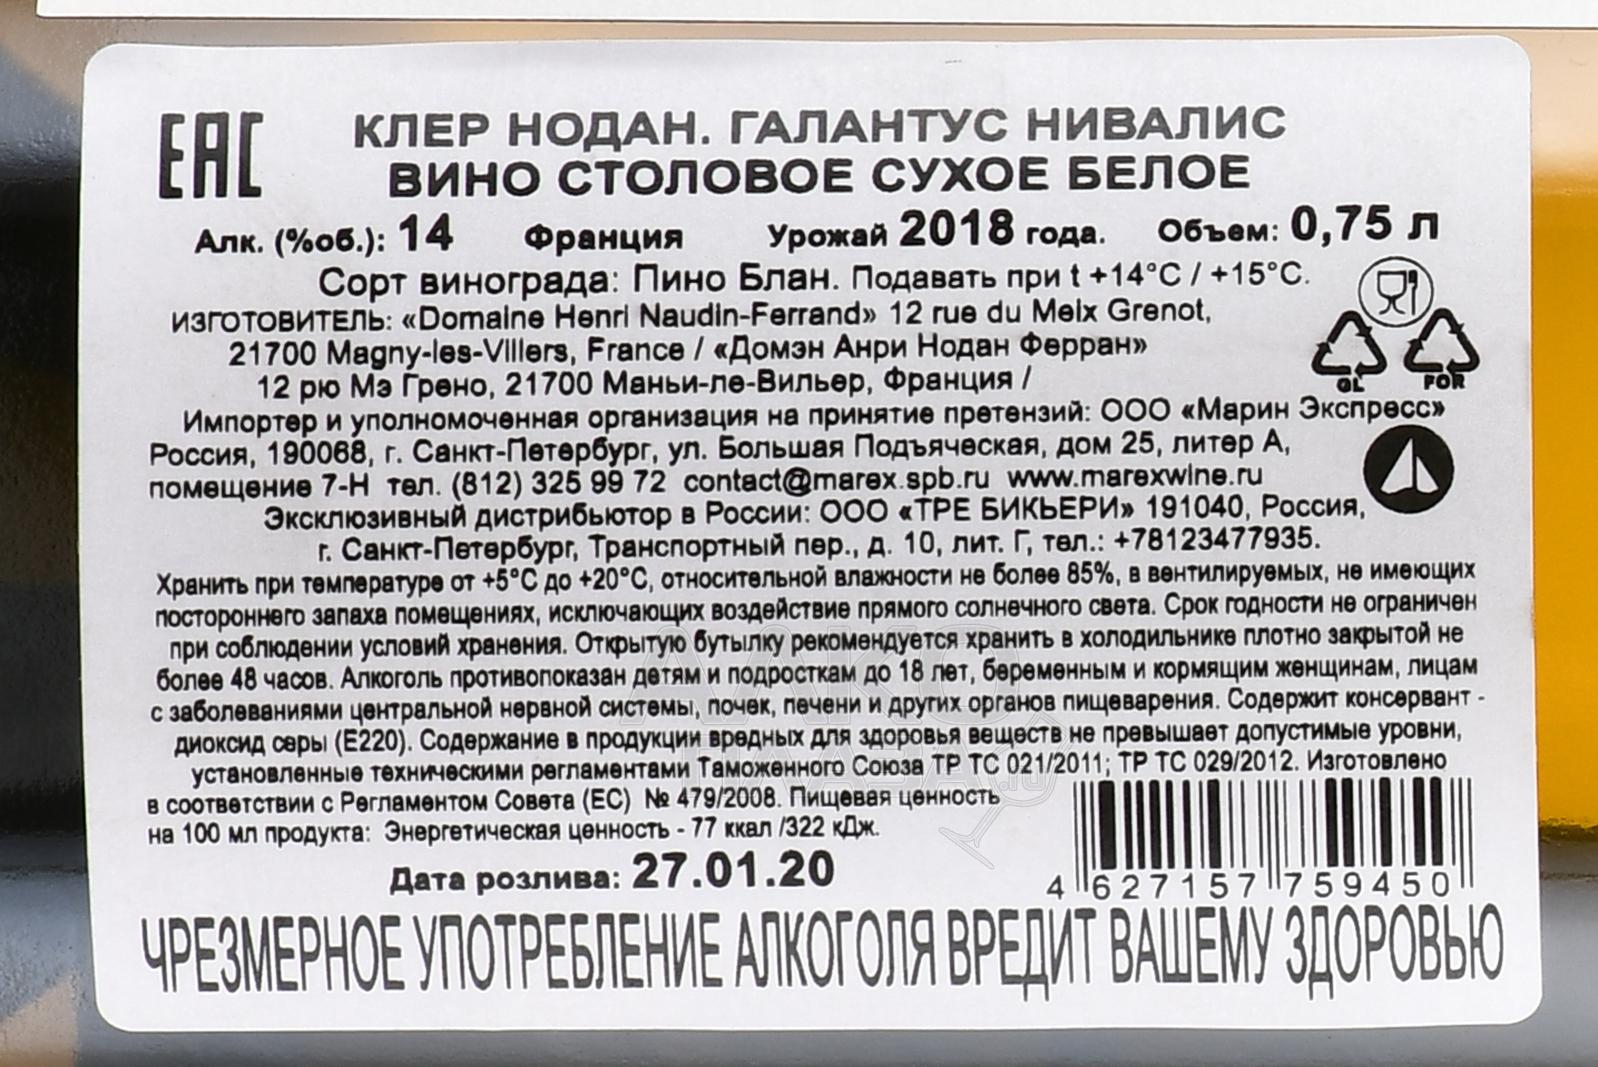 EAC
КЛЕР НОДАН. ГАЛАНТУС НИВАЛИС
ВИНО СТОЛОВОЕ СУХОЕ БЕЛОЕ
Алк. (%об.): 14 Франция Урожай 2018 года. Объем: 0,75 л
Сорт винограда: Пино Блан. Подавать при t +14°C / +15°C.
ИЗГОТОВИТЕЛЬ: «Domaine Henri Naudin-Ferrand» 12 rue du Meix Grenot,
21700 Magny-les-Villers, France / «Домэн Анри Нодан Ферран»
GL FOR
12 рю Мэ Грено, 21700 Маньи-ле-Вильер, Франция /
Импортер и уполномоченная организация на принятие претензий: ООО «Марин Экспресс»
Россия, 190068, г. Санкт-Петербург, ул. Большая Подъяческая, дом 25, литер А,
помещение 7-Н тел. (812) 325 99 72 contact@marex.spb.ru www.marexwine.ru
Эксклюзивный дистрибьютор в России: ООО «ТРЕ БИКЬЕРИ» 191040, Россия,
г. Санкт-Петербург, Транспортный пер., д. 10, лит. Г, тел.: +78123477935.
Хранить при температуре от +5°C до +20°C, относительной влажности не более 85%, в вентилируемых, не имеющих
постороннего запаха помещениях, исключающих воздействие прямого солнечного света. Срок годности не ограничен
при соблюдении условий хранения. Открытую бутылку рекомендуется хранить в холодильнике плотно закрытой не
более 48 часов. Алкоголь противопоказан детям и подросткам до 18 лет, беременным и кормящим женщинам, лицам
с заболеваниями центральной нервной системы, почек, печени и других органов пищеварения. Содержит консервант -
диоксид серы (E220). Содержание в продукции вредных для здоровья веществ не превышает допустимые уровни,
установленные техническими регламентами Таможенного Союза ТР ТС 021/2011; ТР ТС 029/2012. Изготовлено
в соответствии с Регламентом Совета (ЕС) № 479/2008. Пищевая ценность
на 100 мл продукта: Энергетическая ценность - 77 ккал /322 кДж.
Дата розлива: 27.01.20
4 627157 759450
ЧРЕЗМЕРНОЕ УПОТРЕБЛЕНИЕ АЛКОГОЛЯ ВРЕДИТ ВАШЕМУ ЗДОРОВЬЮ
АЛКО
ПЛАЗА.ru